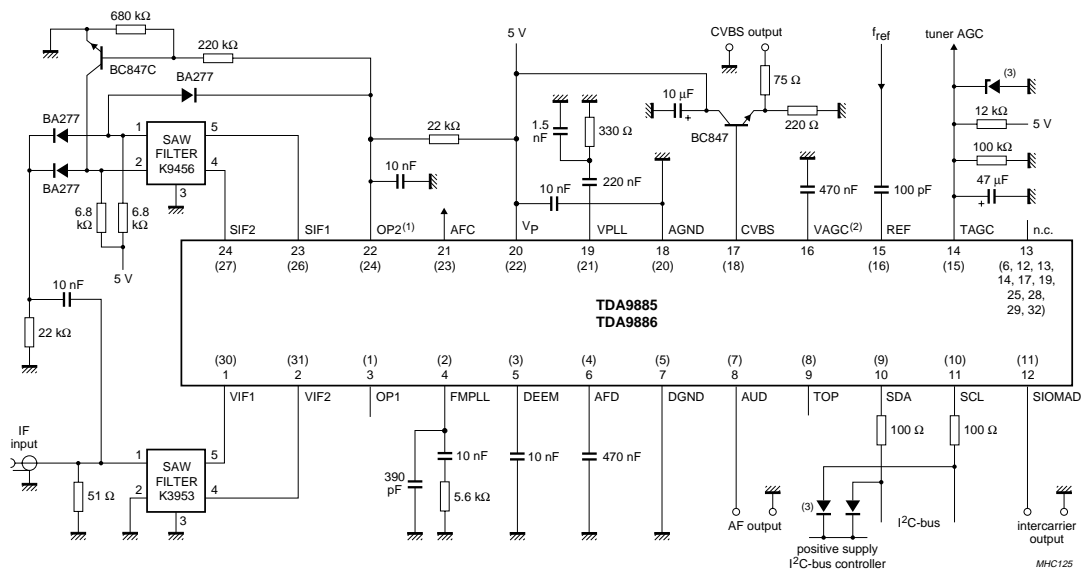 680 kΩ
220 kΩ
BC847C
BA277
BA277
BA277
1
2
3
4
5
SAW
FILTER
K9456
6.8
kΩ
6.8
kΩ
5 V
10 nF
22 kΩ
22 kΩ
10 nF
5 V
10 nF
1.5
nF
330 Ω
220 nF
10 μF
+
BC847
CVBS output
75 Ω
220 Ω
470 nF
fref
100 pF
tuner AGC
(3)
12 kΩ
5 V
100 kΩ
47 μF
+
SIF2
SIF1
OP2(1)
AFC
VP
VPLL
AGND
CVBS
VAGC(2)
REF
TAGC
n.c.
24
23
22
21
20
19
18
17
16
15
14
13
(27)
(26)
(24)
(23)
(22)
(21)
(20)
(18)
(16)
(15)
(6, 12, 13,
14, 17, 19,
25, 28,
29, 32)
TDA9885
TDA9886
(30)
(31)
(1)
(2)
(3)
(4)
(5)
(7)
(8)
(9)
(10)
(11)
1
2
3
4
5
6
7
8
9
10
11
12
VIF1
VIF2
OP1
FMPLL
DEEM
AFD
DGND
AUD
TOP
SDA
SCL
SIOMAD
IF
input
51 Ω
1
2
3
4
5
SAW
FILTER
K3953
390
pF
10 nF
5.6 kΩ
10 nF
470 nF
AF output
100 Ω
100 Ω
(3)
I2C-bus
positive supply
I2C-bus controller
intercarrier
output
MHC125